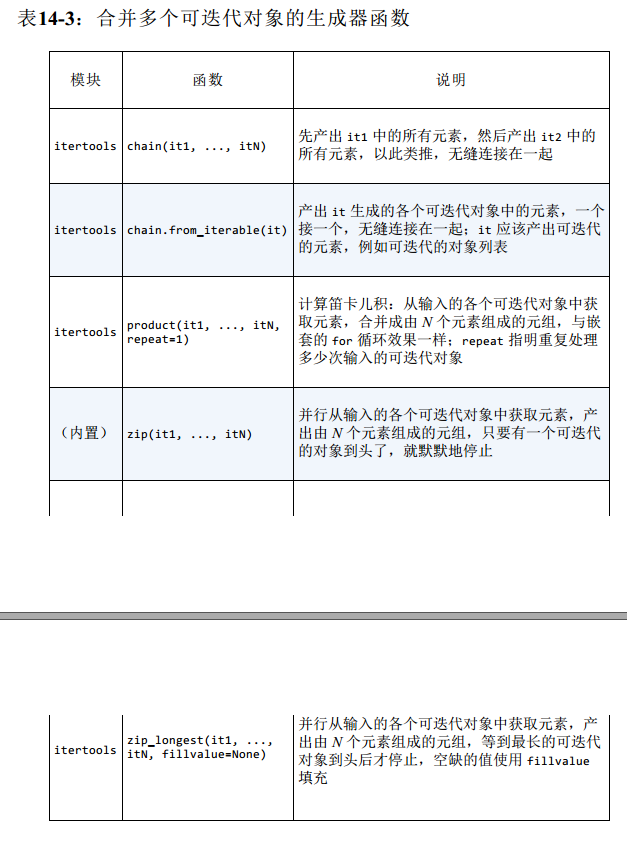 表14-3：合并多个可迭代对象的生成器函数
模块
函数
说明
itertools
chain(it1, ..., itN)
先产出 it1 中的所有元素，然后产出 it2 中的
所有元素，以此类推，无缝连接在一起
itertools
chain.from_iterable(it)
产出 it 生成的各个可迭代对象中的元素，一个
接一个，无缝连接在一起；it 应该产出可迭代
的元素，例如可迭代的对象列表
itertools
product(it1, ..., itN,
repeat=1)
计算笛卡儿积：从输入的各个可迭代对象中获
取元素，合并成由 N 个元素组成的元组，与嵌
套的 for 循环效果一样；repeat 指明重复处理
多少次输入的可迭代对象
（内置）
zip(it1, ..., itN)
并行从输入的各个可迭代对象中获取元素，产
出由 N 个元素组成的元组，只要有一个可迭代
的对象到头了，就默默地停止
itertools
zip_longest(it1, ...,
itN, fillvalue=None)
并行从输入的各个可迭代对象中获取元素，产
出由 N 个元素组成的元组，等到最长的可迭代
对象到头后才停止，空缺的值使用 fillvalue
填充